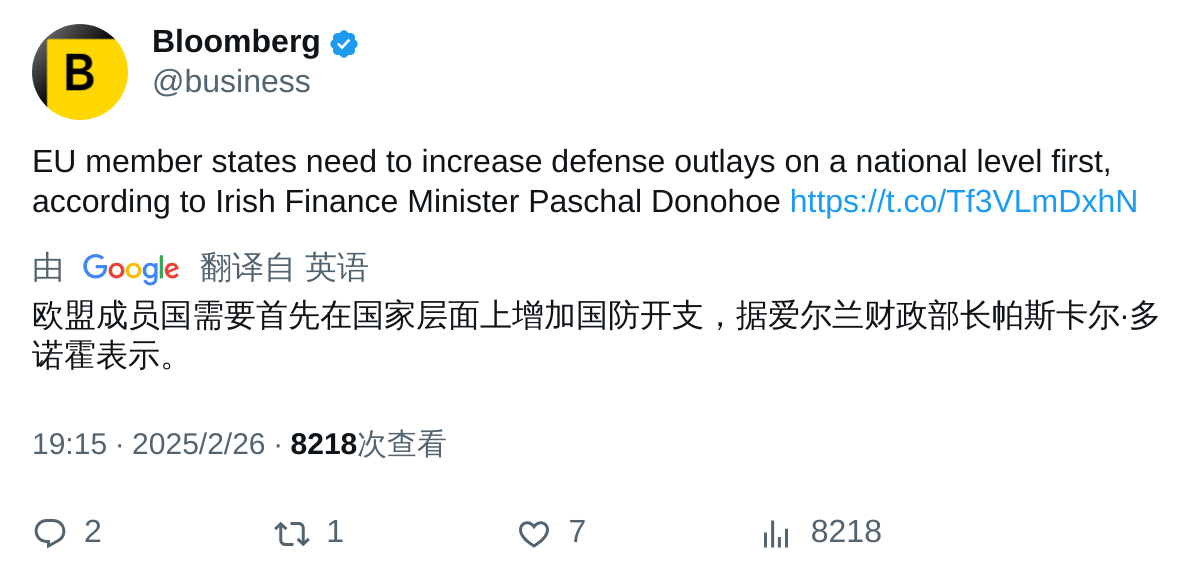 B
Bloomberg
@business
EU member states need to increase defense outlays on a national level first,
according to Irish Finance Minister Paschal Donohoe https://t.co/Tf3VLmDxhN
由 Google 翻译自 英语
欧盟成员国需要首先在国家层面上增加国防开支，据爱尔兰财政部长帕斯卡尔·多
诺霍表示。
19:15 · 2025/2/26 · 8218次查看
2 1 7 8218